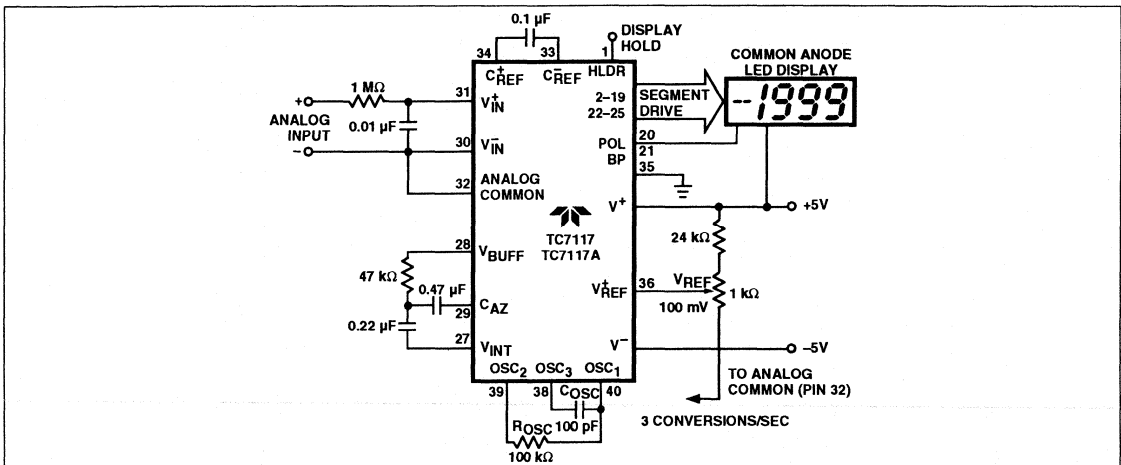 0.1 µF
34
33
DISPLAY
HOLD
1
C+REF
C–REF
HLDR
COMMON ANODE
LED DISPLAY
-1999
1 MΩ
31
V+IN
+
ANALOG
INPUT
–
0.01 µF
30
V–IN
32
ANALOG
COMMON
2–19
22–25
SEGMENT
DRIVE
POL
20
BP
21
35
V+
+5V
TC7117
TC7117A
24 kΩ
28
VBUFF
47 kΩ
0.47 µF
CAZ
29
0.22 µF
27
VINT
V+REF
36
VREF
100 mV
1 kΩ
V–
–5V
OSC2
OSC3
OSC1
39
38
COSC
40
100 pF
ROSC
100 kΩ
TO ANALOG
COMMON (PIN 32)
3 CONVERSIONS/SEC